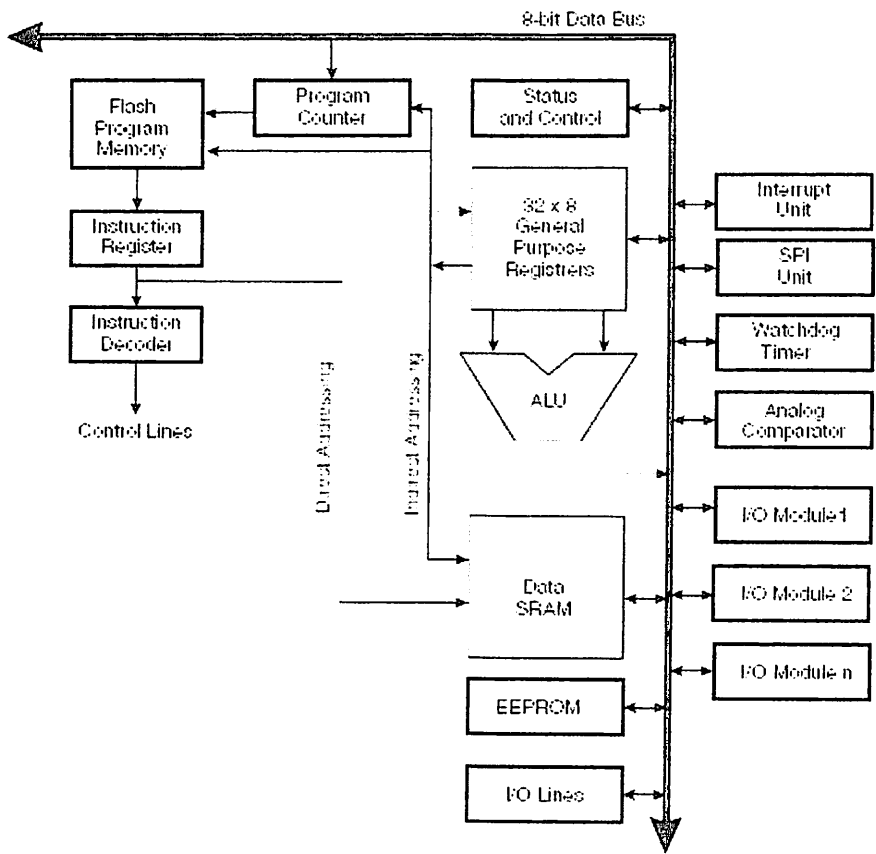 8-bit Data Bus
Flash
Program
Memory
Program
Counter
Status
and Control
Instruction
Register
32 x 8
General
Purpose
Registrers
Interrupt
Unit
SPI
Unit
Instruction
Decoder
Watchdog
Timer
Control Lines
ALU
Direct Addressing
Indirect Addressing
Analog
Comparator
I/O Module1
Data
SRAM
I/O Module 2
I/O Module n
EEPROM
I/O Lines